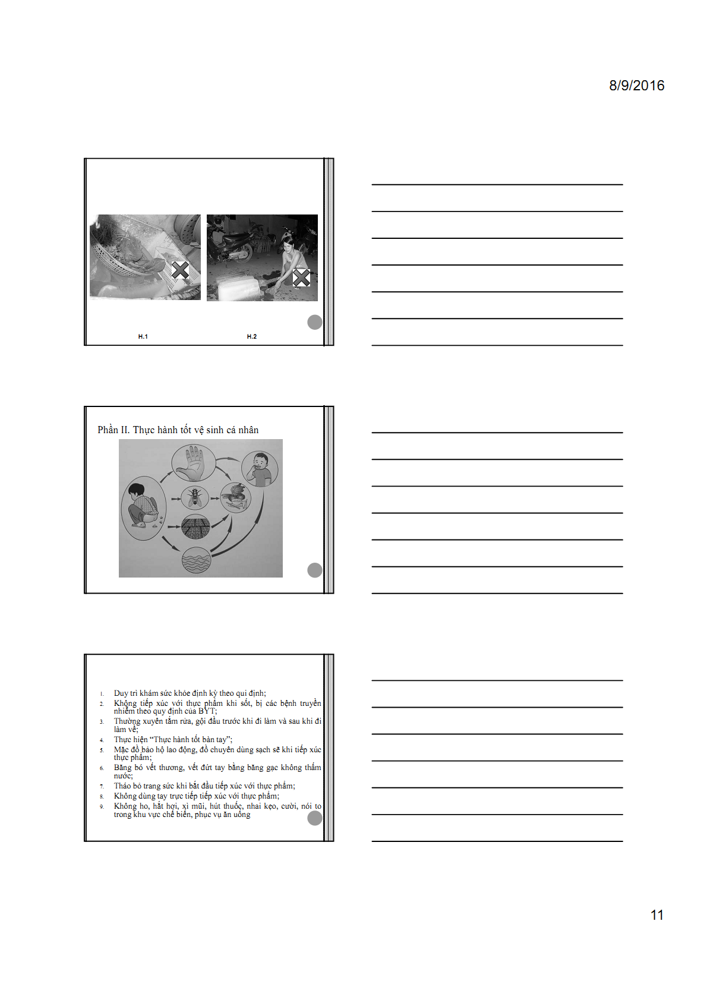 8/9/2016
H.1
H.2
Phần II. Thực hành tốt vệ sinh cá nhân
1. Duy trì khám sức khỏe định kỳ theo qui định;
2. Không tiếp xúc với thực phẩm khi sốt, bị các bệnh truyền
nhiễm theo quy định của BYT;
3. Thường xuyên tắm rửa, gội đầu trước khi đi làm và sau khi đi
làm về;
4. Thực hiện “Thực hành tốt bàn tay”;
5. Mặc đồ bảo hộ lao động, đồ chuyên dùng sạch sẽ khi tiếp xúc
thực phẩm;
6. Băng bó vết thương, vết đứt tay bằng băng gạc không thấm
nước;
7. Tháo bỏ trang sức khi bắt đầu tiếp xúc với thực phẩm;
8. Không dùng tay trực tiếp tiếp xúc với thực phẩm;
9. Không ho, hắt hơi, xì mũi, hút thuốc, nhai kẹo, cười, nói to
trong khu vực chế biến, phục vụ ăn uống
11